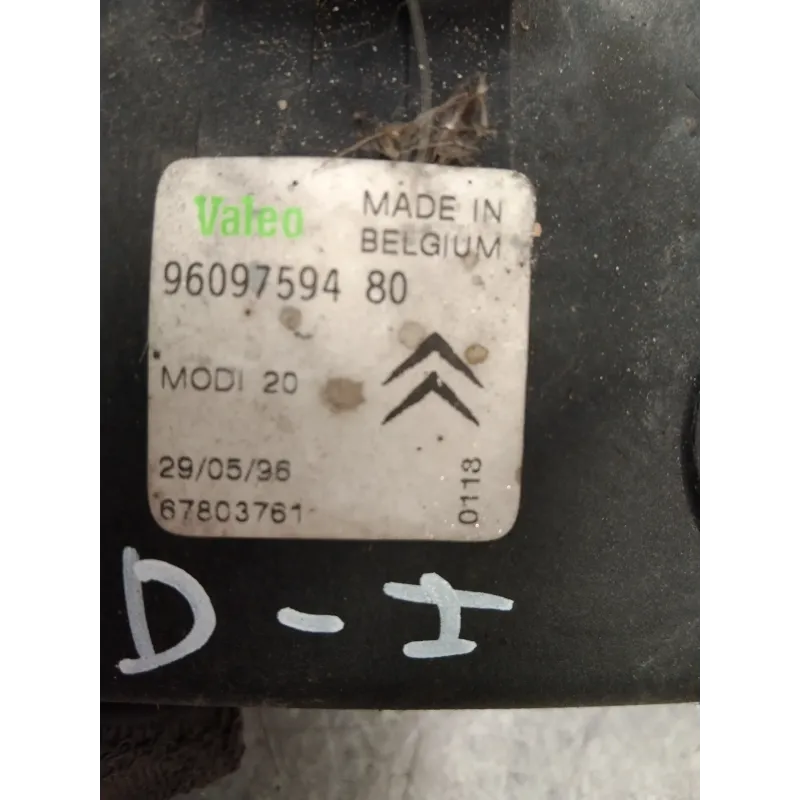 Valeo MADE IN
BELGIUM
96097594 80
MODI 20
29/05/96
67803761
0113
D - I